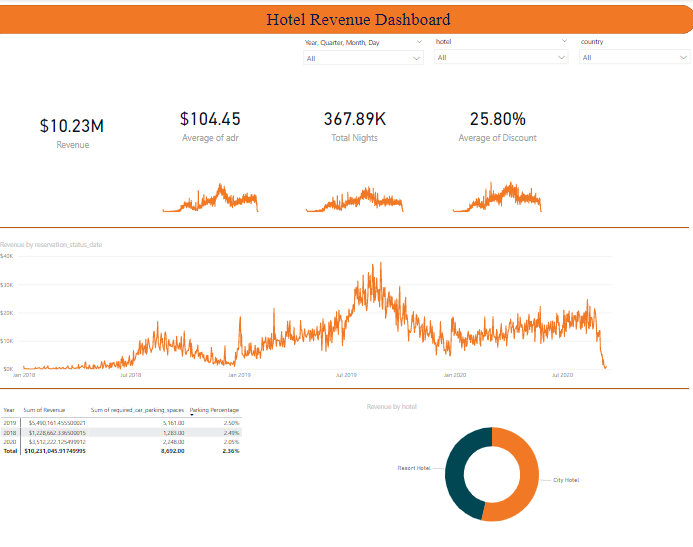 Hotel Revenue Dashboard
Year, Quarter, Month, Day
hotel
country
All
All
All
$10.23M
Revenue
$104.45
Average of adr
367.89K
Total Nights
25.80%
Average of Discount
Revenue by reservation_status_date
$40K
$30K
$20K
$10K
$0K
Jan 2018 Jul 2018 Jan 2019 Jul 2019 Jan 2020 Jul 2020
Year Sum of Revenue Sum of required_car_parking_spaces Parking Percentage
2019 $5,490,161.455500021 5,161.00 2.50%
2018 $1,228,662.336500015 1,283.00 2.49%
2020 $3,512,222.125499912 2,248.00 2.05%
Total $10,231,045.91749995 8,692.00 2.36%
Revenue by hotel
Resort Hotel
City Hotel